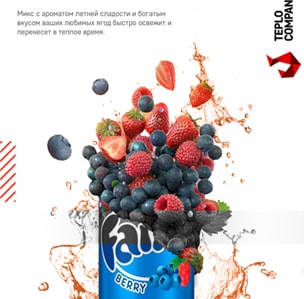 Микс с ароматом летней сладости и богатым
вкусом ваших любимых ягод быстро освежит и
перенесет в теплое время.
TEPLO
COMPAN
BERRY